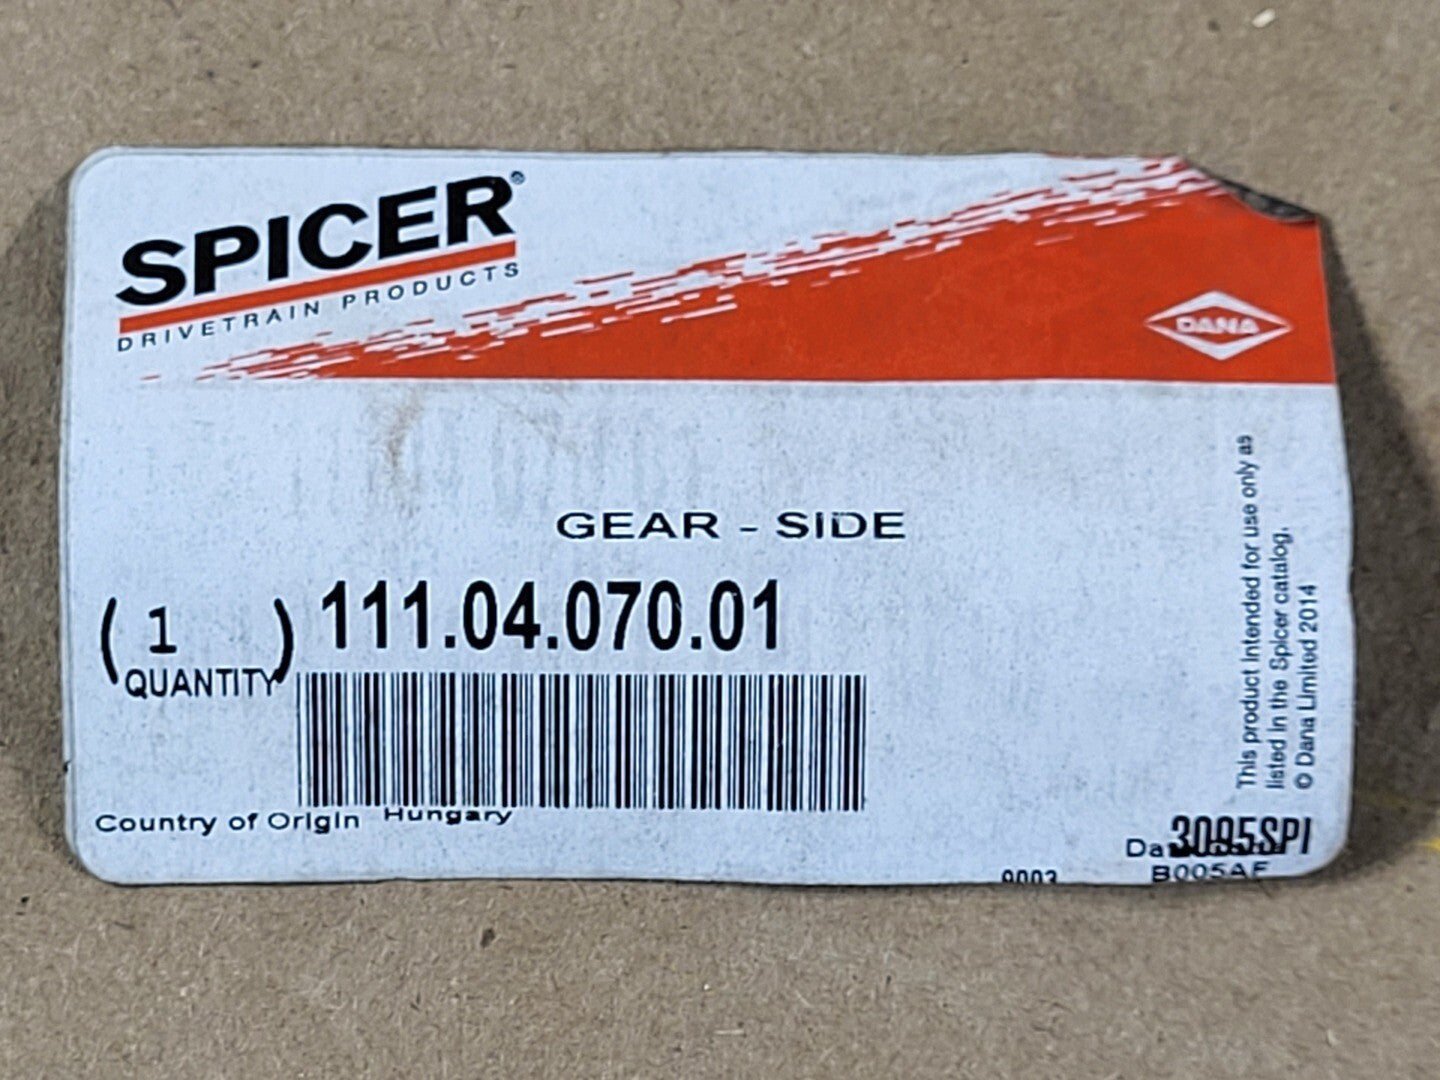 SPICER®
DRIVETRAIN PRODUCTS
DANA
GEAR - SIDE
( 1 ) 111.04.070.01
QUANTITY
Country of Origin Hungary
This product intended for use only as
listed in the Spicer catalog.
© Dana Limited 2014
3095SPI
9003 B005AF